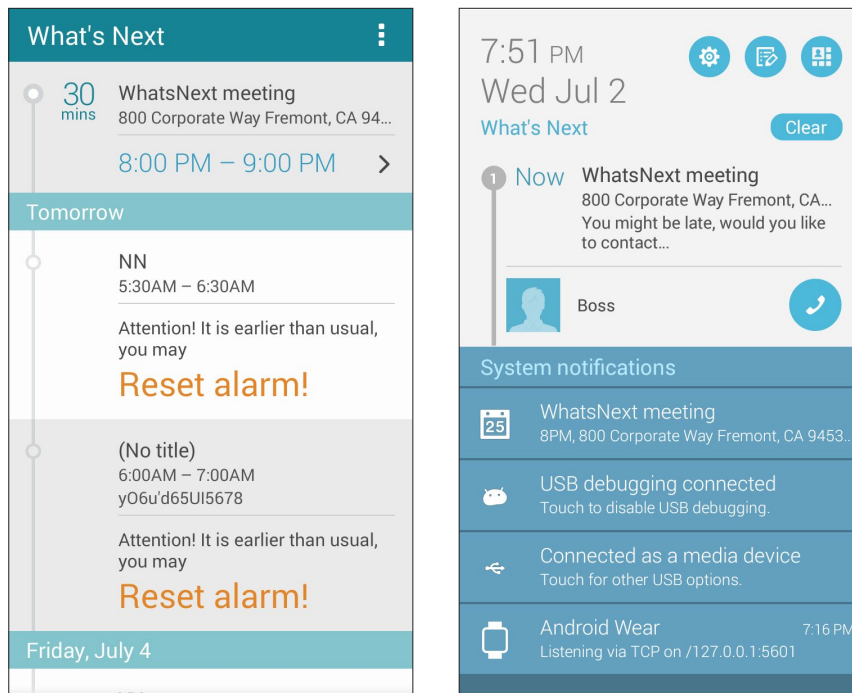 What's Next
30
mins
WhatsNext meeting
800 Corporate Way Fremont, CA 94...
8:00 PM – 9:00 PM
Tomorrow
NN
5:30AM – 6:30AM
Attention! It is earlier than usual,
you may
Reset alarm!
(No title)
6:00AM – 7:00AM
yO6u'd65UI5678
Attention! It is earlier than usual,
you may
Reset alarm!
Friday, July 4
7:51 PM
Wed Jul 2
What's Next
Clear
1
Now
WhatsNext meeting
800 Corporate Way Fremont, CA...
You might be late, would you like
to contact...
Boss
System notifications
25
WhatsNext meeting
8PM, 800 Corporate Way Fremont, CA 9453..
USB debugging connected
Touch to disable USB debugging.
Connected as a media device
Touch for other USB options.
Android Wear
7:16 PM
Listening via TCP on /127.0.0.1:5601